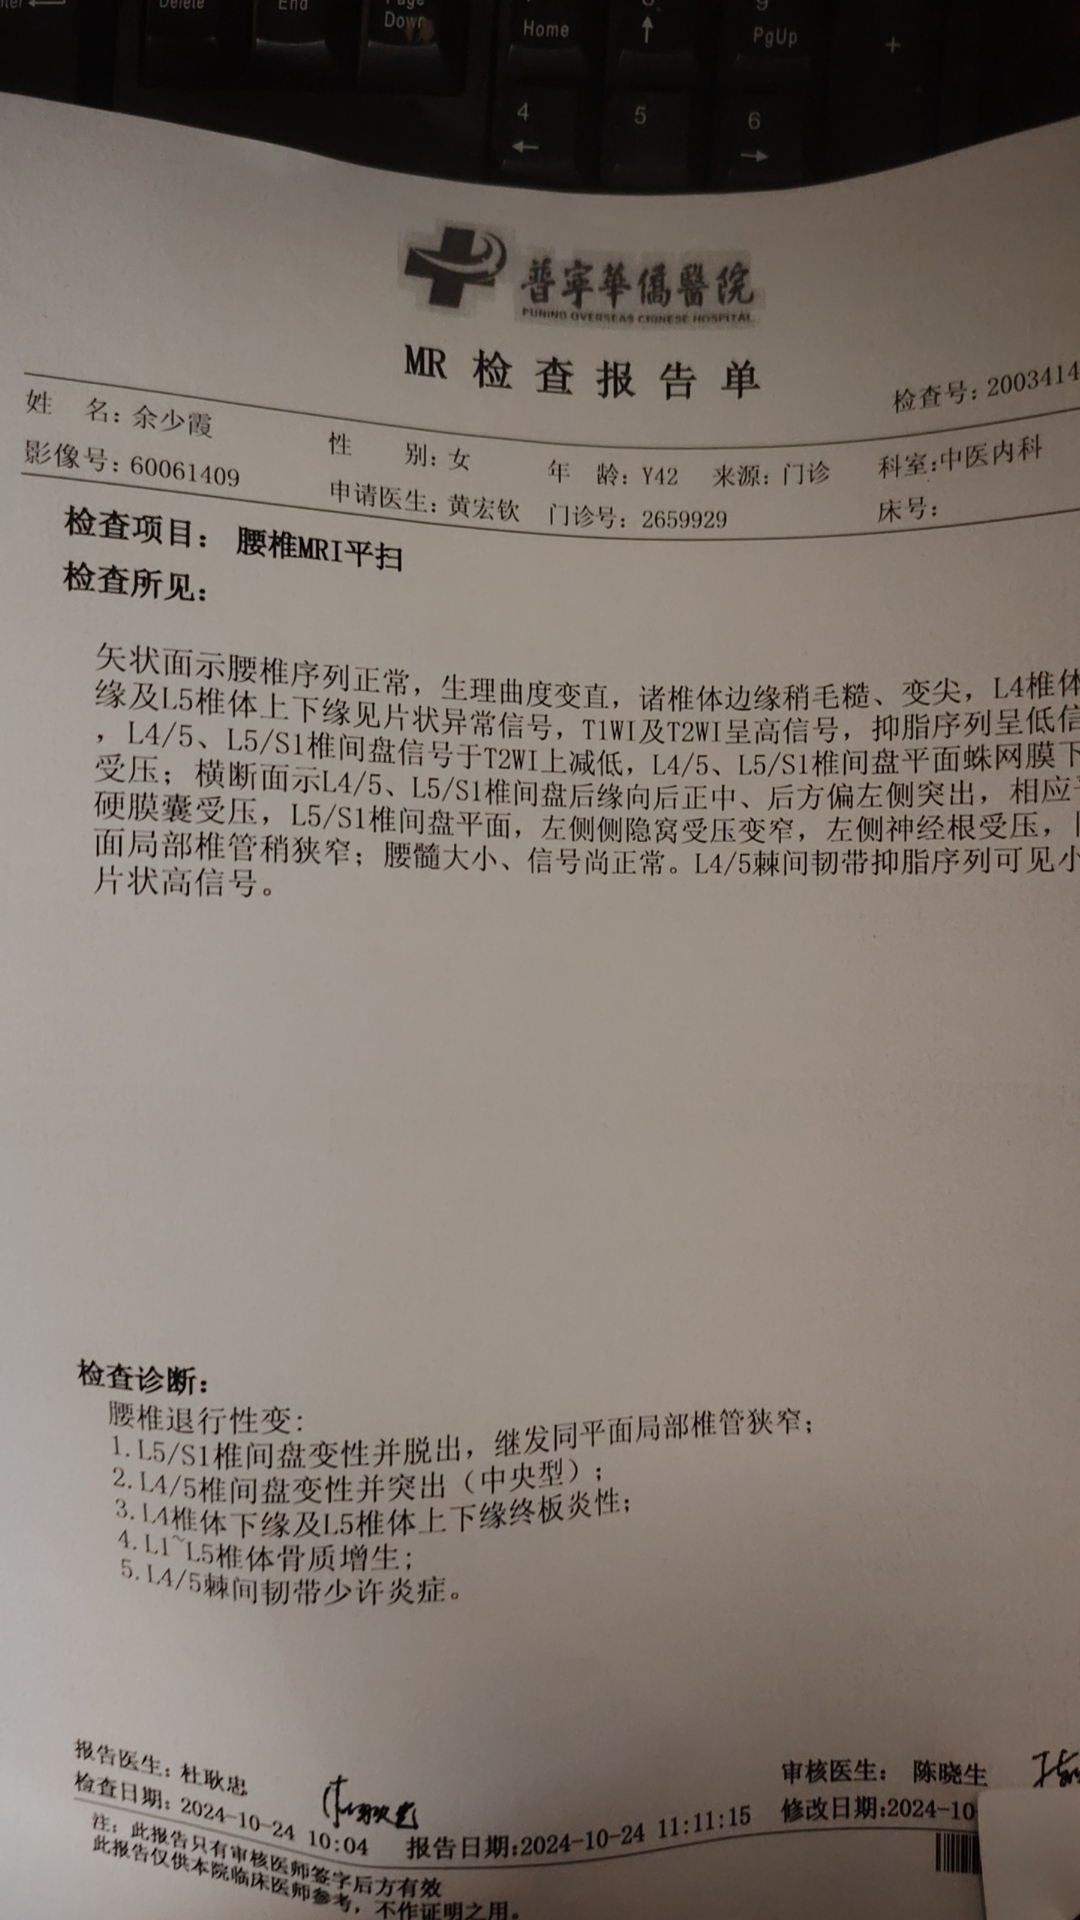 Delete
End
Page
Down
Home
9
PgUp
+
4
5
6
普寧華僑醫院
PUNING OVERSEAS CHINESE HOSPITAL
MR 检查报告单
检查号: 2003414
姓 名: 余少霞 性 别: 女 年 龄: Y42 来源: 门诊 科室:中医内科
影像号: 60061409 申请医生: 黄宏钦 门诊号: 2659929 床号:
检查项目: 腰椎MRI平扫
检查所见:
矢状面示腰椎序列正常, 生理曲度变直, 诸椎体边缘稍毛糙、变尖, L4椎体
缘及L5椎体上下缘见片状异常信号, T1WI及T2WI呈高信号, 抑脂序列呈低信
, L4/5、L5/S1椎间盘信号于T2WI上减低, L4/5、L5/S1椎间盘平面蛛网膜下
受压; 横断面示L4/5、L5/S1椎间盘后缘向后正中、后方偏左侧突出, 相应
硬膜囊受压, L5/S1椎间盘平面, 左侧侧隐窝受压变窄, 左侧神经根受压,
面局部椎管稍狭窄; 腰髓大小、信号尚正常。L4/5棘间韧带抑脂序列可见小
片状高信号。
检查诊断:
腰椎退行性变:
1. L5/S1椎间盘变性并脱出, 继发同平面局部椎管狭窄;
2. L4/5椎间盘变性并突出（中央型）;
3. L4椎体下缘及L5椎体上下缘终板炎性;
4. L1~L5椎体骨质增生;
5. L4/5棘间韧带少许炎症。
报告医生: 杜耿忠 审核医生: 陈晓生
检查日期: 2024-10-24 10:04 报告日期:2024-10-24 11:11:15 修改日期:2024-10
注: 此报告只有审核医师签字后方有效
此报告仅供本院临床医师参考, 不作证明之用。